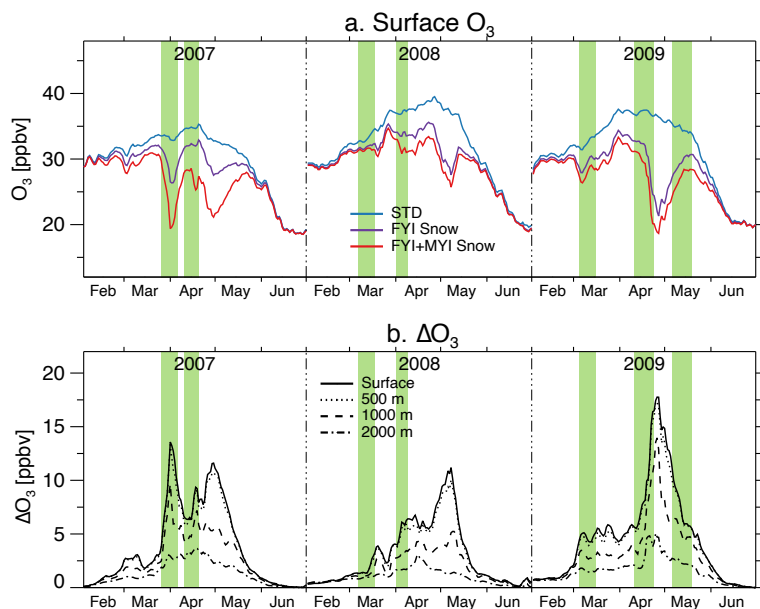 a. Surface O₃
2007 2008 2009
40
30
20
O₃ [ppbv]
STD
FYI Snow
FYI+MYI Snow
Feb Mar Apr May Jun Feb Mar Apr May Jun Feb Mar Apr May Jun
b. ΔO₃
2007 2008 2009
20
15
10
5
0
ΔO₃ [ppbv]
Surface
500 m
1000 m
2000 m
Feb Mar Apr May Jun Feb Mar Apr May Jun Feb Mar Apr May Jun